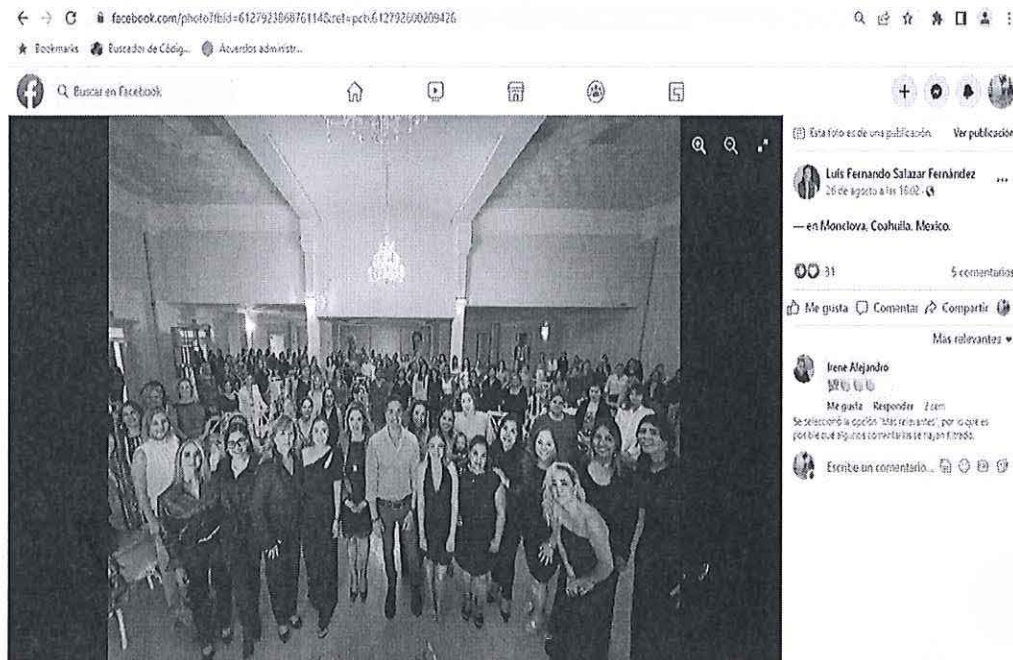 facebook.com/photo?fbid=612792386876114&set=pcb.612792600209426
Bookmarks Buscador de Códig... Acuerdos administr...
Buscar en Facebook
Esta foto es de una publicación. Ver publicación
Luis Fernando Salazar Fernández
26 de agosto a las 16:02
— en Monclova, Coahuila, Mexico.
31 5 comentarios
Me gusta Comentar Compartir
Más relevantes
Irene Alejandro
Me gusta Responder 2 sem
Se seleccionó la opción "Más relevantes", por lo que es
posible que algunos comentarios se hayan filtrado.
Escribe un comentario...